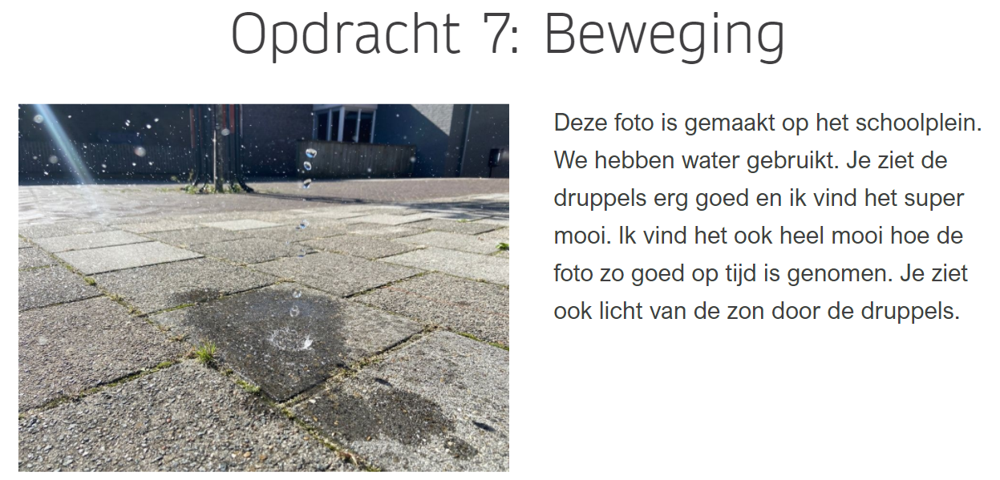 Opdracht 7: Beweging
Deze foto is gemaakt op het schoolplein.
We hebben water gebruikt. Je ziet de
druppels erg goed en ik vind het super
mooi. Ik vind het ook heel mooi hoe de
foto zo goed op tijd is genomen. Je ziet
ook licht van de zon door de druppels.